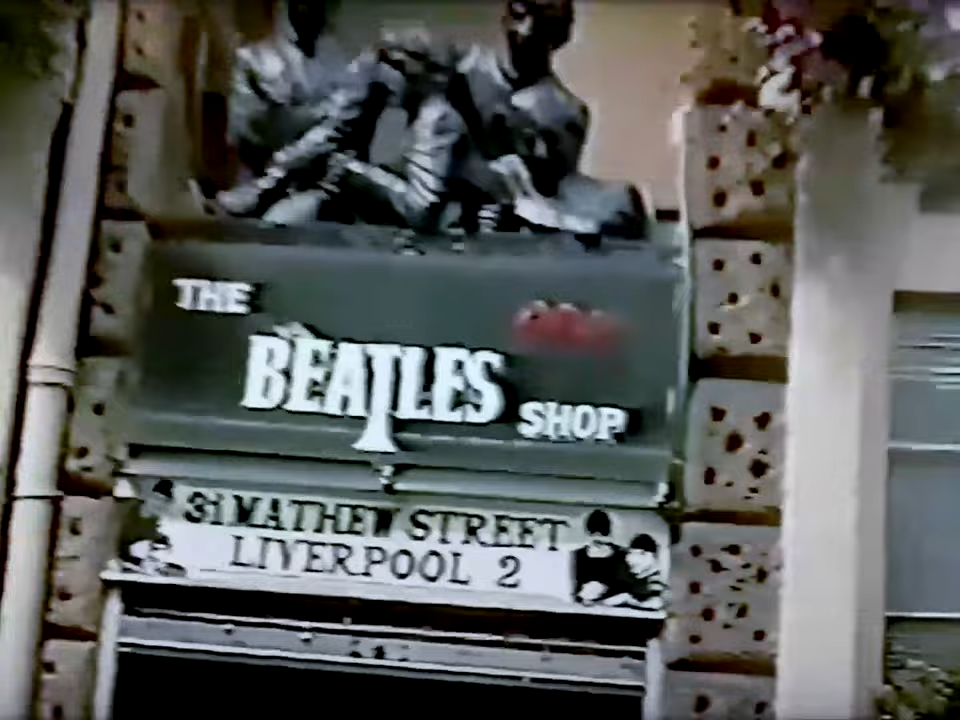 THE
BEATLES
SHOP
31 MATHEW STREET
LIVERPOOL 2